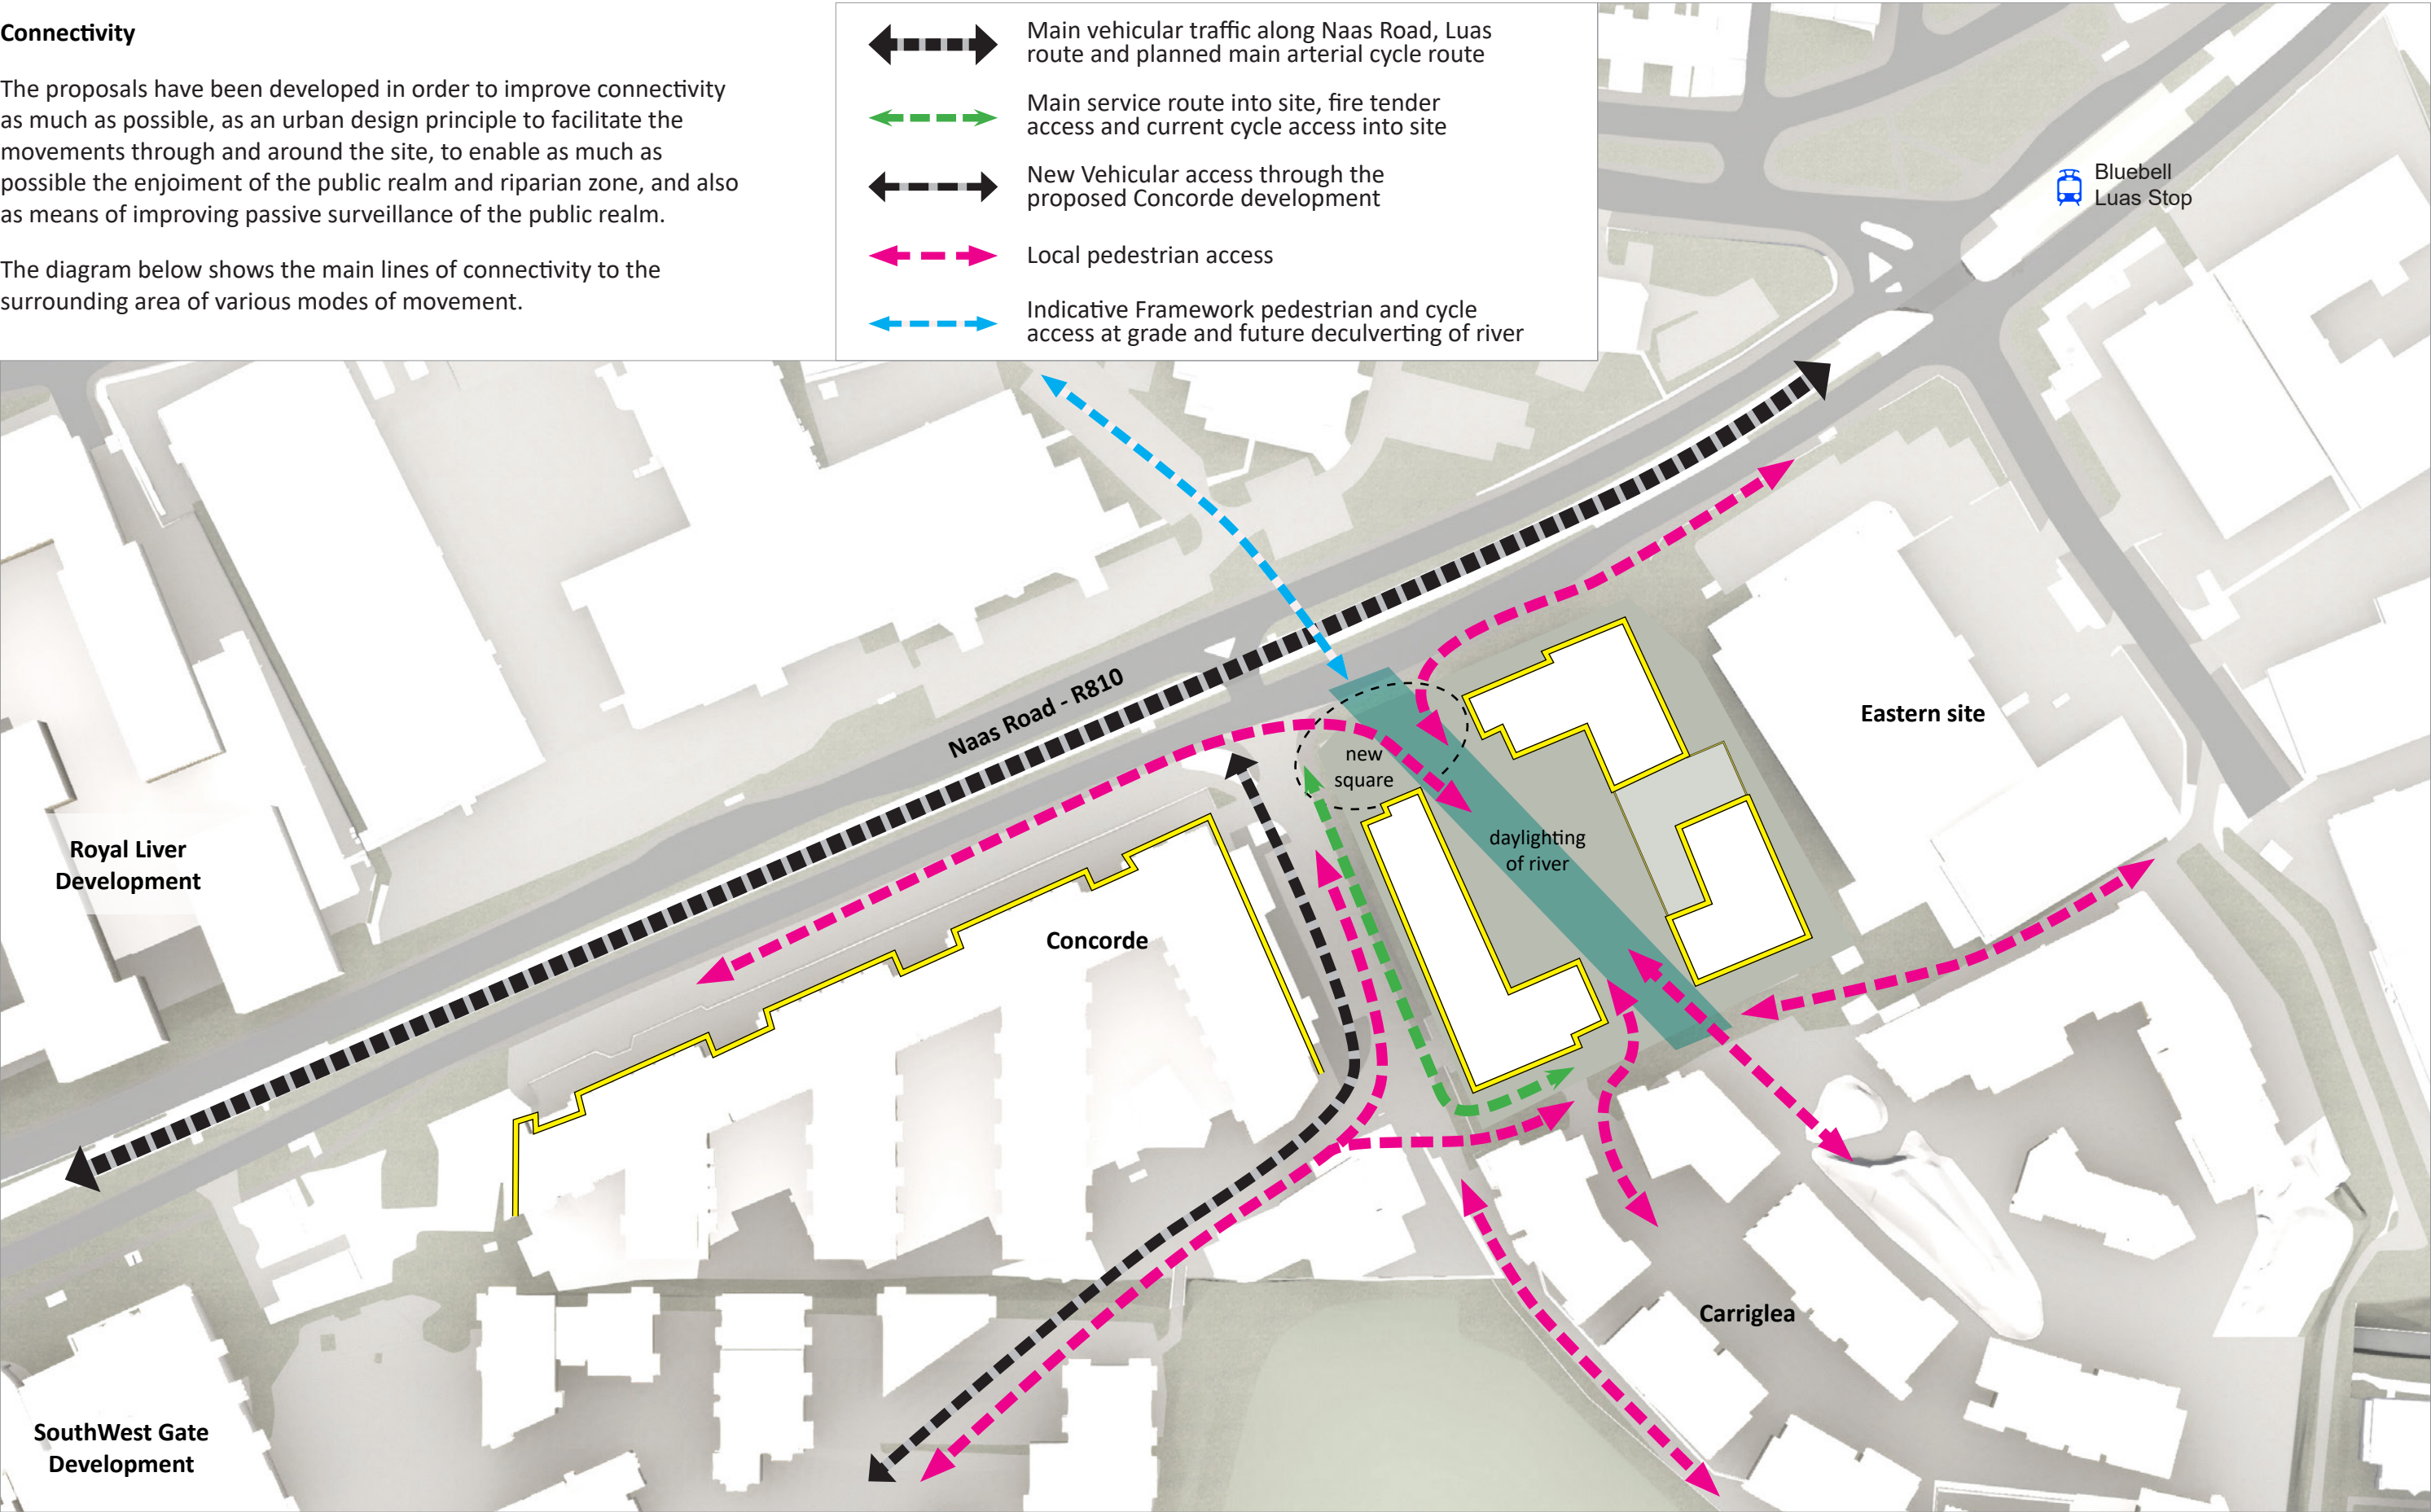 Connectivity
The proposals have been developed in order to improve connectivity
as much as possible, as an urban design principle to facilitate the
movements through and around the site, to enable as much as
possible the enjoiment of the public realm and riparian zone, and also
as means of improving passive surveillance of the public realm.
The diagram below shows the main lines of connectivity to the
surrounding area of various modes of movement.
Main vehicular traffic along Naas Road, Luas
route and planned main arterial cycle route
Main service route into site, fire tender
access and current cycle access into site
New Vehicular access through the
proposed Concorde development
Local pedestrian access
Indicative Framework pedestrian and cycle
access at grade and future deculverting of river
Bluebell
Luas Stop
Naas Road - R810
Eastern site
new
square
daylighting
of river
Royal Liver
Development
Concorde
Carriglea
SouthWest Gate
Development